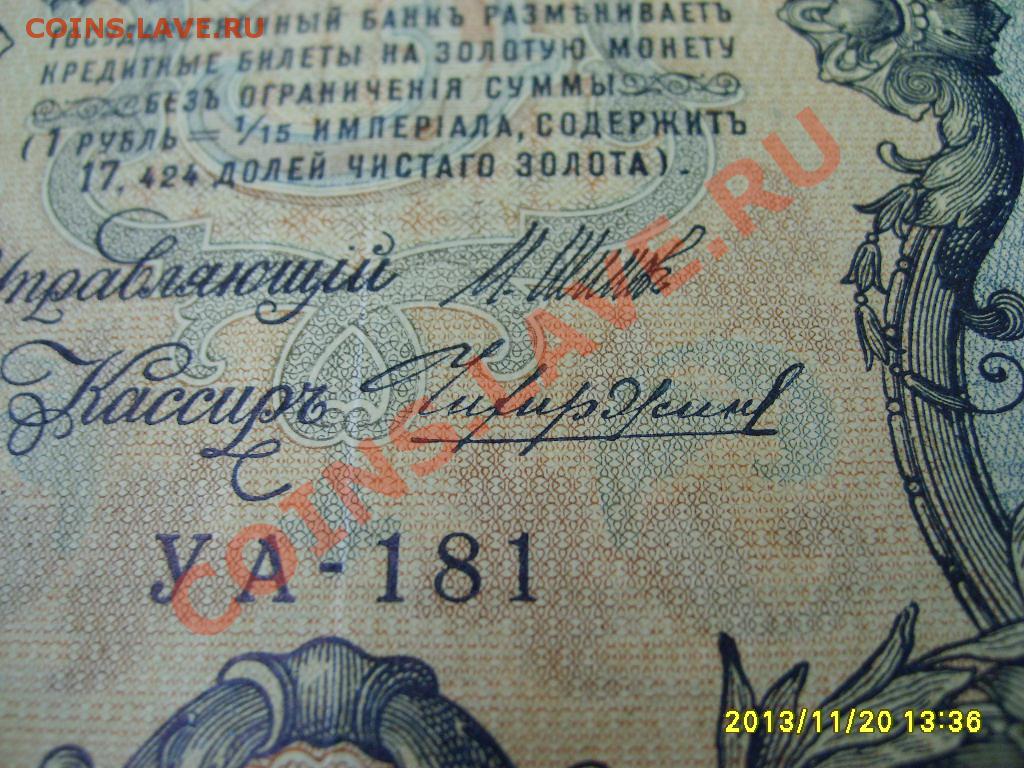 COINS.LAVE.RU
ГОСУДАРСТВЕННЫЙ БАНКЪ РАЗМѢНИВАЕТЪ
КРЕДИТНЫЕ БИЛЕТЫ НА ЗОЛОТУЮ МОНЕТУ
БЕЗЪ ОГРАНИЧЕНІЯ СУММЫ
(1 РУБЛЬ = 1/15 ИМПЕРІАЛА, СОДЕРЖИТЪ
17,424 ДОЛЕЙ ЧИСТАГО ЗОЛОТА).
Управляющій И. Шипов
Кассиръ
УА-181
COINS.LAVE.RU
2013/11/20 13:36